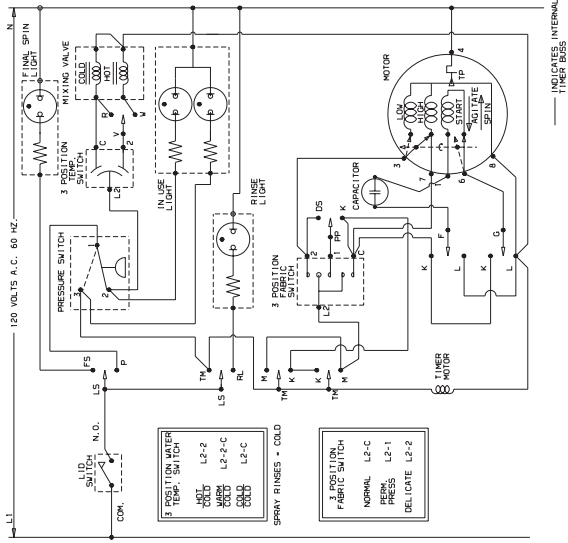 N
120 VOLTS A.C. 60 HZ.
L1
FINAL SPIN
LIGHT
MIXING VALVE
COLD
HOT
R
W
V
C
2
3 POSITION
TEMP.
SWITCH
L2
PRESSURE SWITCH
1
3
2
IN USE
LIGHT
RINSE
LIGHT
MOTOR
4
TP
LOW
HIGH
START
AGITATE
SPIN
C
3
7
1
6
8
CAPACITOR
DS
K
PP
2
1
C
3 POSITION
FABRIC
SWITCH
L2
F
G
K
L
K
L
FS
P
LS
TM
RL
LS
M
K
TM
K
M
TM
TIMER
MOTOR
LID
SWITCH
N.O.
COM.
3 POSITION WATER
TEMP. SWITCH
HOT
COLD
L2-2
WARM
COLD
L2-2-C
COLD
COLD
L2-C
SPRAY RINSES = COLD
3 POSITION
FABRIC SWITCH
NORMAL L2-C
PERM.
PRESS L2-1
DELICATE L2-2
INDICATES INTERNAL
TIMER BUSS